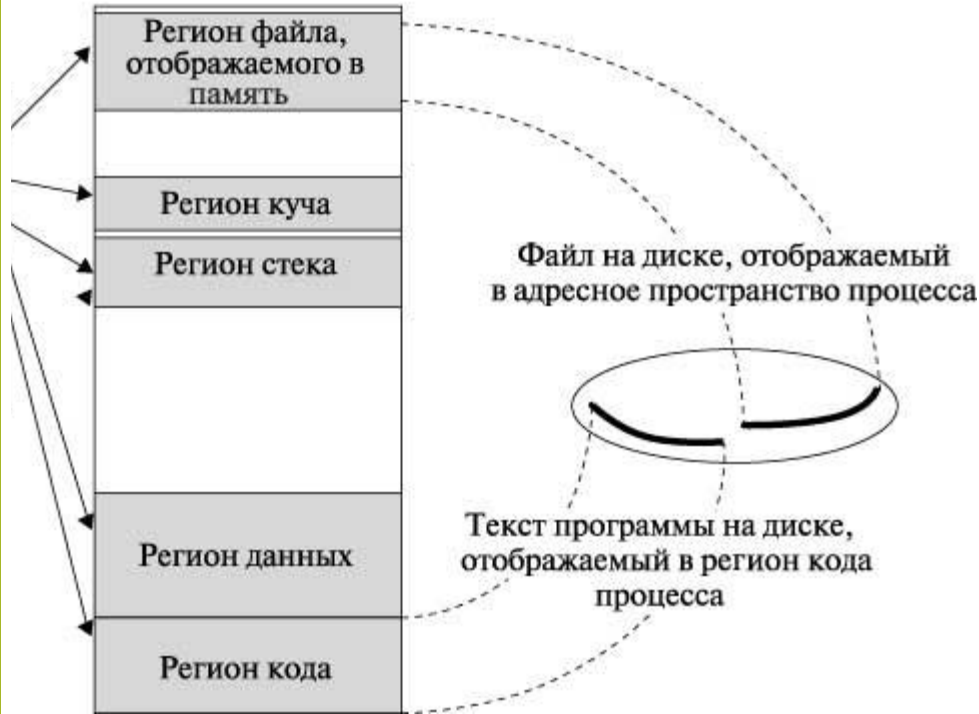 Регион файла,
отображаемого в
память
Регион куча
Регион стека
Файл на диске, отображаемый
в адресное пространство процесса
Текст программы на диске,
отображаемый в регион кода
процесса
Регион данных
Регион кода